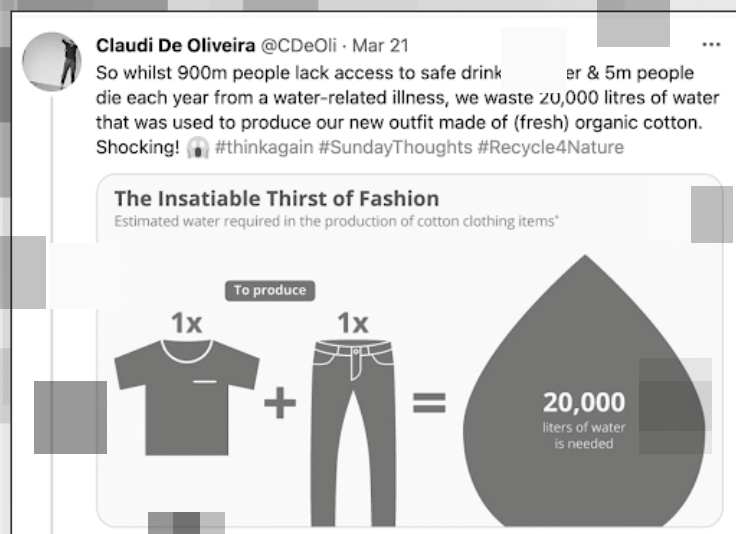 Claudi De Oliveira @CDeOli · Mar 21
So whilst 900m people lack access to safe drink er & 5m people
die each year from a water-related illness, we waste 20,000 litres of water
that was used to produce our new outfit made of (fresh) organic cotton.
Shocking! 😱 #thinkagain #SundayThoughts #Recycle4Nature
The Insatiable Thirst of Fashion
Estimated water required in the production of cotton clothing items*
To produce
1x 1x
+ =
20,000
liters of water
is needed